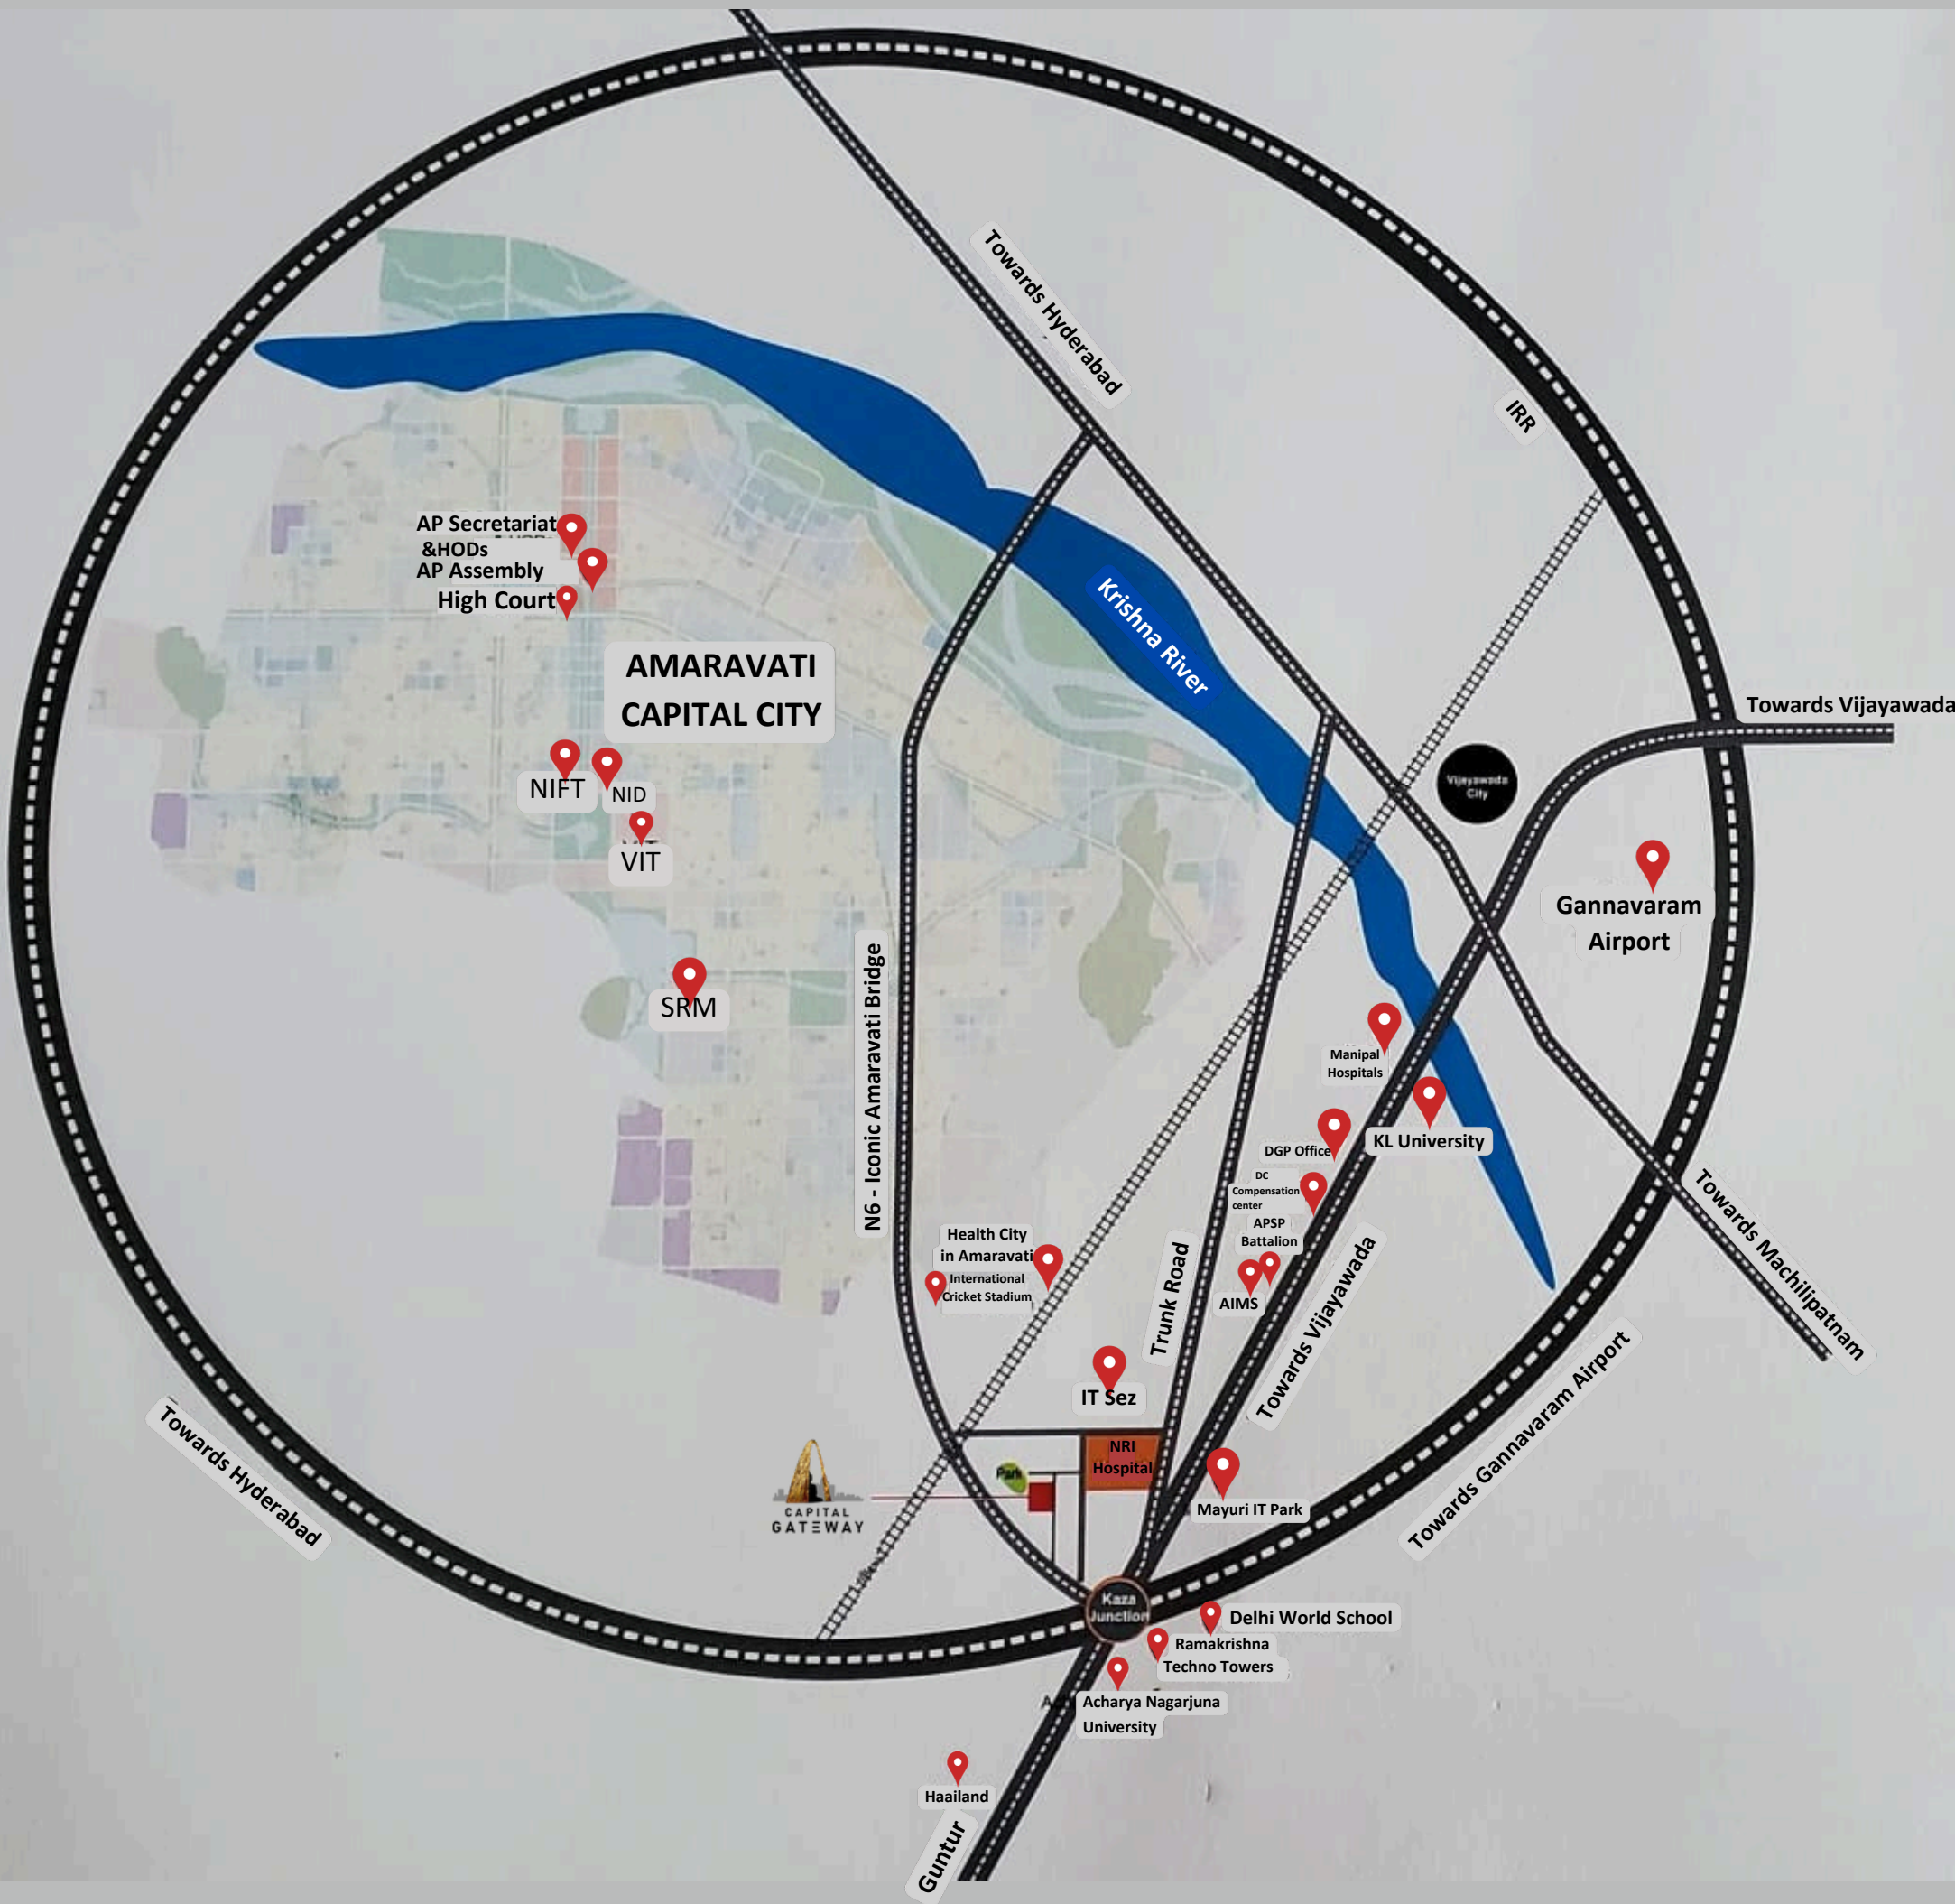 Towards Hyderabad
IRR
AP Secretariat
&HODs
AP Assembly
High Court
Krishna River
AMARAVATI
CAPITAL CITY
Towards Vijayawada
Vijayawada
City
NIFT
NID
VIT
Gannavaram
Airport
SRM
N6 - Iconic Amaravati Bridge
Manipal
Hospitals
KL University
DGP Office
DC
Compensation
center
APSP
Battalion
AIMS
Health City
in Amaravati
International
Cricket Stadium
Trunk Road
Towards Vijayawada
Towards Machilipatnam
IT Sez
Towards Gannavaram Airport
Towards Hyderabad
NRI
Hospital
Park
CAPITAL
GATEWAY
Mayuri IT Park
Kaza
Junction
Delhi World School
Ramakrishna
Techno Towers
Acharya Nagarjuna
University
Haailand
Guntur